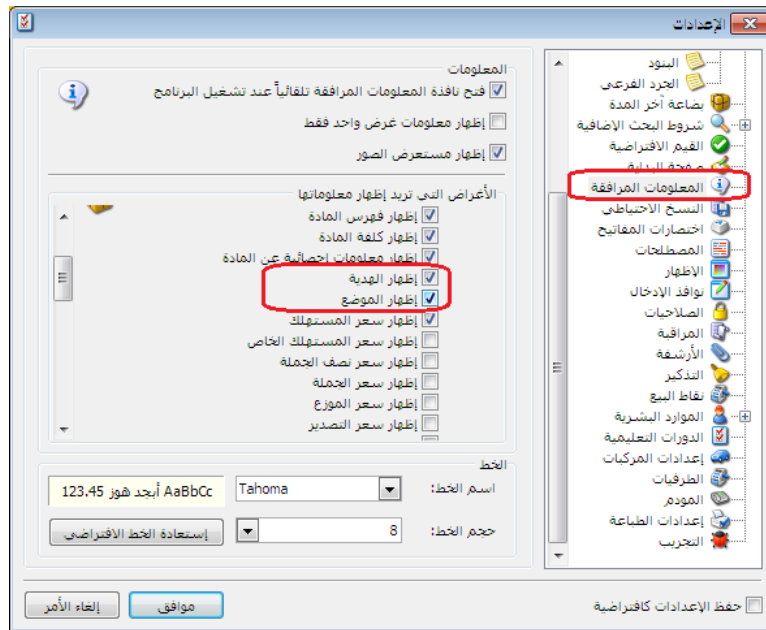 الإعدادات
البنود
الجرد الفرعي
بضاعة آخر المدة
شروط البحث الإضافية
القيم الافتراضية
صفحة البداية
المعلومات المرافقة
النسخ الاحتياطي
اختصارات المفاتيح
المصطلحات
الإظهار
نوافذ الإدخال
الصلاحيات
المراقبة
الأرشفة
التذكير
نقاط البيع
الموارد البشرية
الدورات التعليمية
إعدادات المركبات
الطرفيات
المودم
إعدادات الطباعة
التجريب
حفظ الإعدادات كافتراضية
المعلومات
فتح نافذة المعلومات المرافقة تلقائياً عند تشغيل البرنامج
إظهار معلومات غرض واحد فقط
إظهار مستعرض الصور
الأغراض التي تريد إظهار معلوماتها
إظهار فهرس المادة
إظهار كلفة المادة
إظهار معلومات إحصائية عن المادة
إظهار الهدية
إظهار الموضع
إظهار سعر المستهلك
إظهار سعر المستهلك الخاص
إظهار سعر نصف الجملة
إظهار سعر الجملة
إظهار سعر الموزع
إظهار سعر التصدير
الخط
اسم الخط: Tahoma
AaBbCc أبجد هوز 123.45
حجم الخط: 8
إستعادة الخط الافتراضي
موافق
إلغاء الأمر